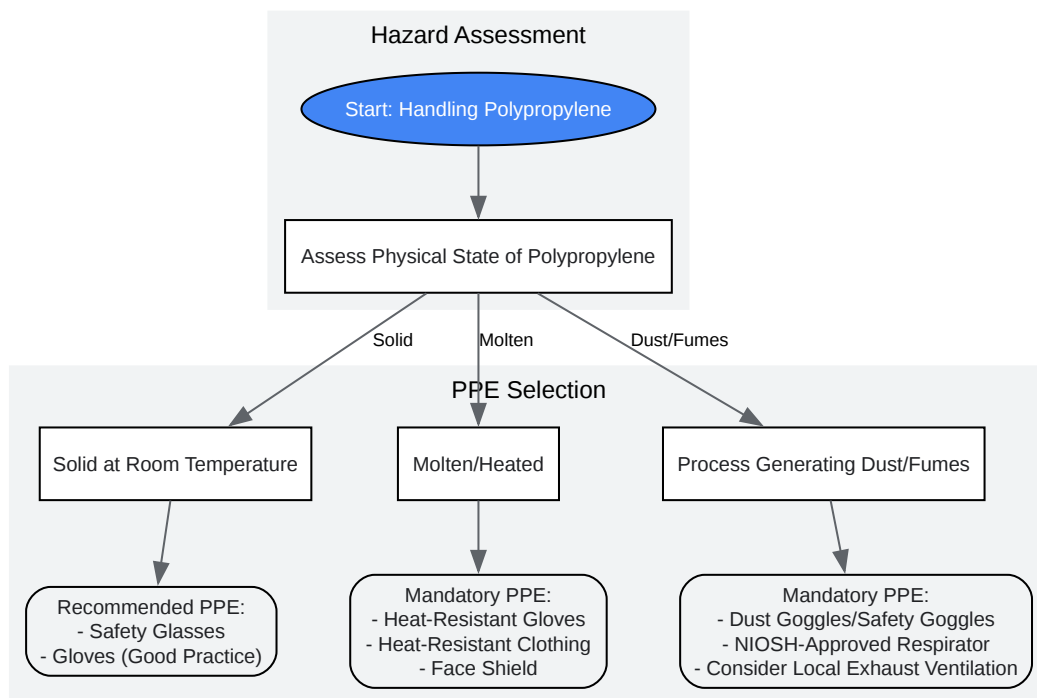 Hazard Assessment
Start: Handling Polypropylene
Assess Physical State of Polypropylene
Solid
Molten
Dust/Fumes
PPE Selection
Solid at Room Temperature
Molten/Heated
Process Generating Dust/Fumes
Recommended PPE:
- Safety Glasses
- Gloves (Good Practice)
Mandatory PPE:
- Heat-Resistant Gloves
- Heat-Resistant Clothing
- Face Shield
Mandatory PPE:
- Dust Goggles/Safety Goggles
- NIOSH-Approved Respirator
- Consider Local Exhaust Ventilation